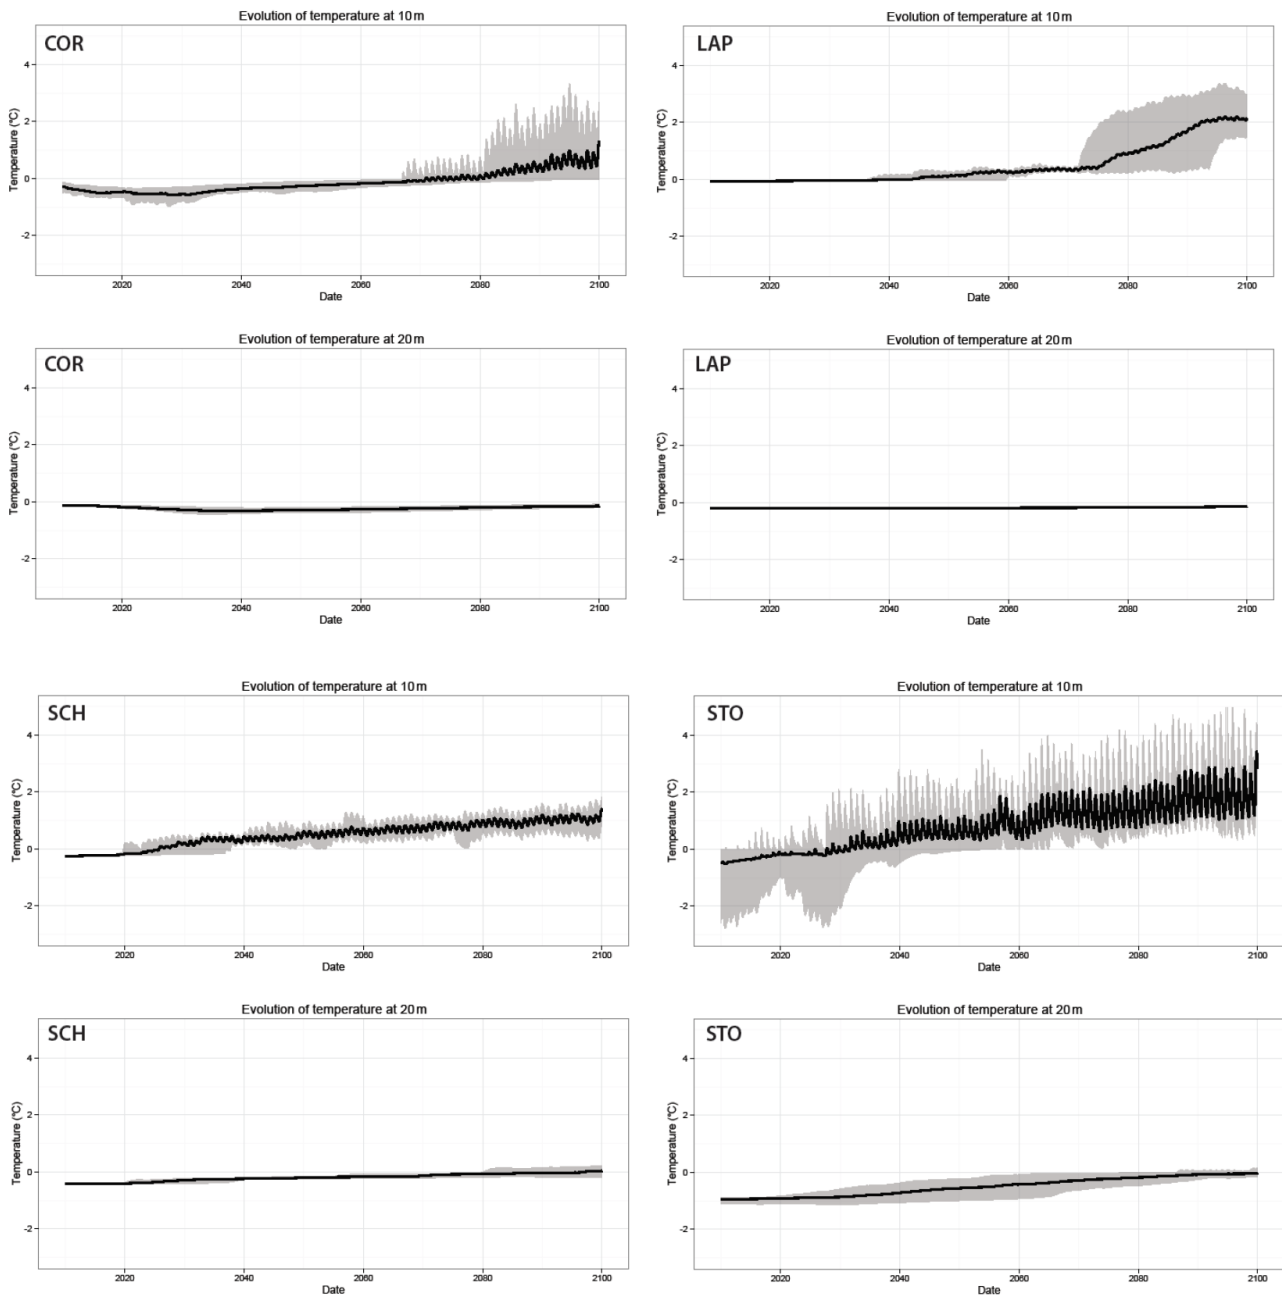 Evolution of temperature at 10 m
COR
Temperature (°C)
4
2
0
-2
2020 2040 2060 2080 2100
Date
Evolution of temperature at 10 m
LAP
Temperature (°C)
4
2
0
-2
2020 2040 2060 2080 2100
Date
Evolution of temperature at 20 m
COR
Temperature (°C)
4
2
0
-2
2020 2040 2060 2080 2100
Date
Evolution of temperature at 20 m
LAP
Temperature (°C)
4
2
0
-2
2020 2040 2060 2080 2100
Date
Evolution of temperature at 10 m
SCH
Temperature (°C)
4
2
0
-2
2020 2040 2060 2080 2100
Date
Evolution of temperature at 10 m
STO
Temperature (°C)
4
2
0
-2
2020 2040 2060 2080 2100
Date
Evolution of temperature at 20 m
SCH
Temperature (°C)
4
2
0
-2
2020 2040 2060 2080 2100
Date
Evolution of temperature at 20 m
STO
Temperature (°C)
4
2
0
-2
2020 2040 2060 2080 2100
Date